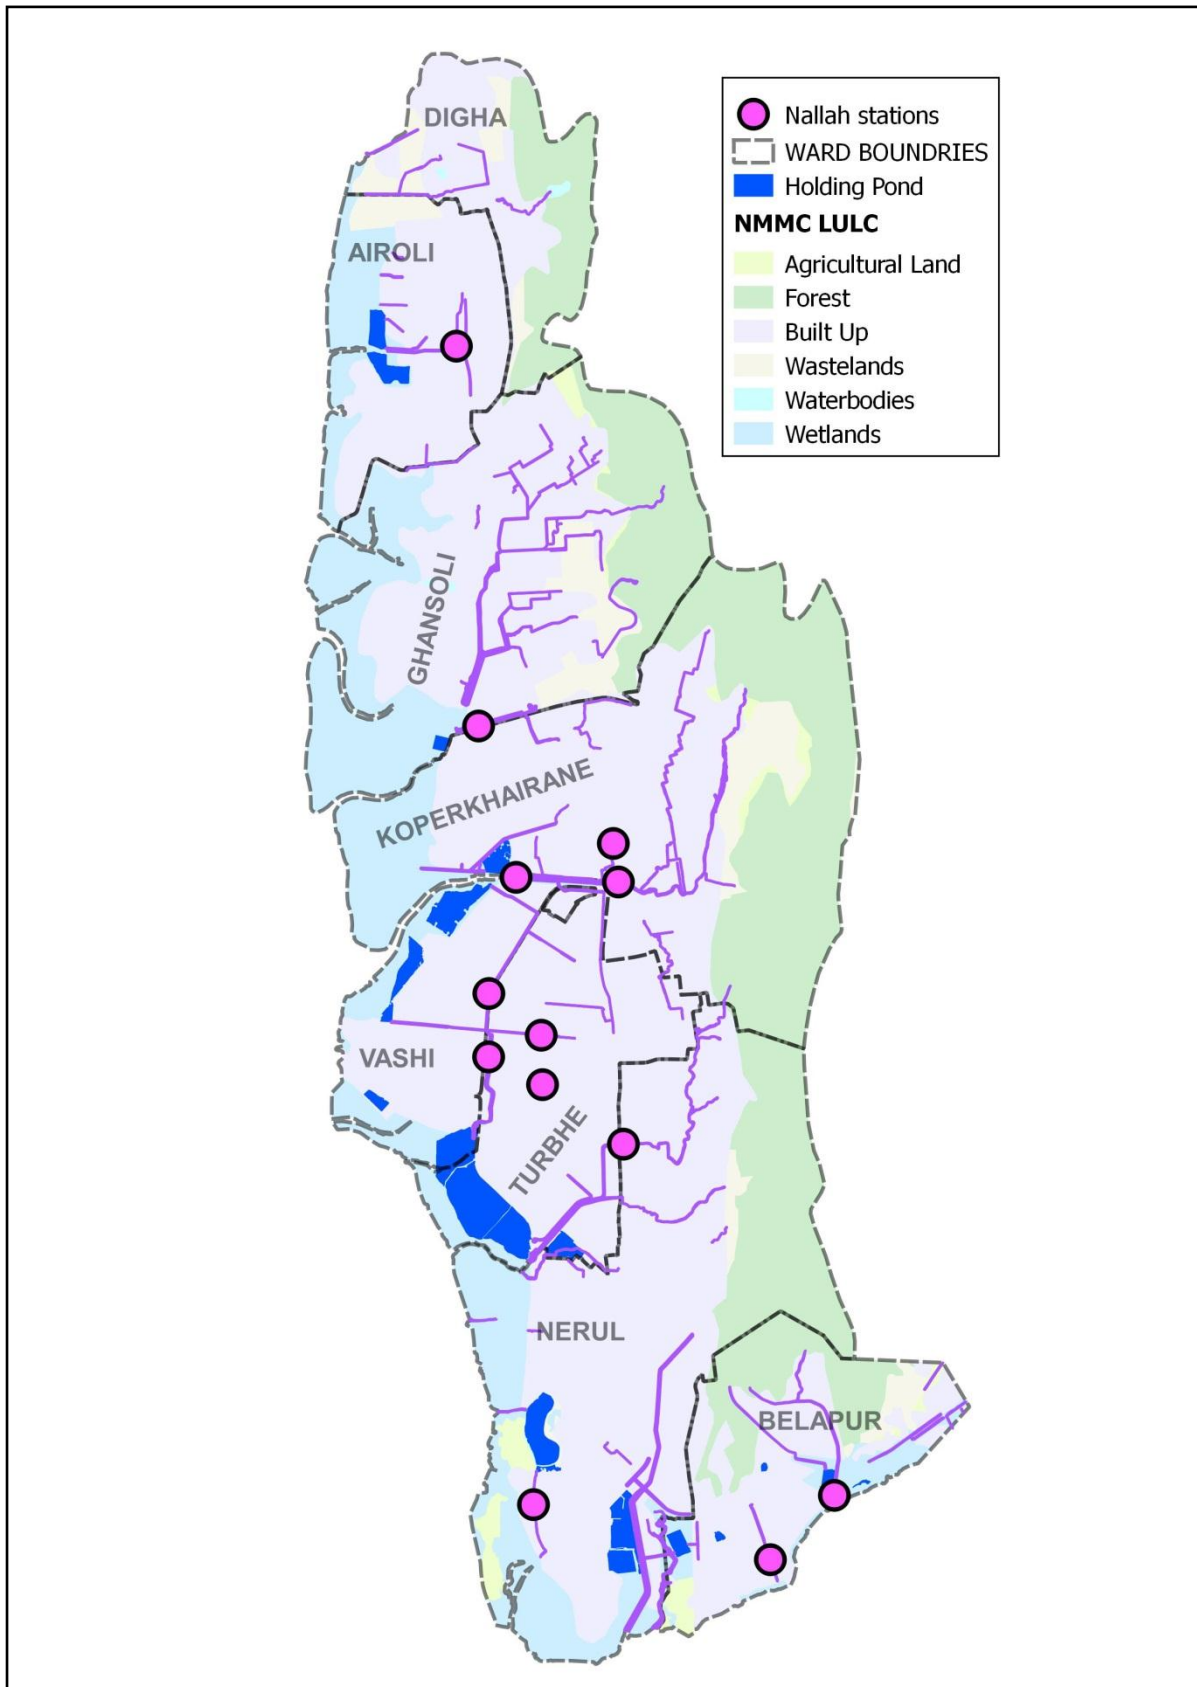 DIGHA
AIROLI
GHANSOLI
KOPERKHAIRANE
VASHI
TURBHE
NERUL
BELAPUR
Nallah stations
WARD BOUNDRIES
Holding Pond
NMMC LULC
Agricultural Land
Forest
Built Up
Wastelands
Waterbodies
Wetlands